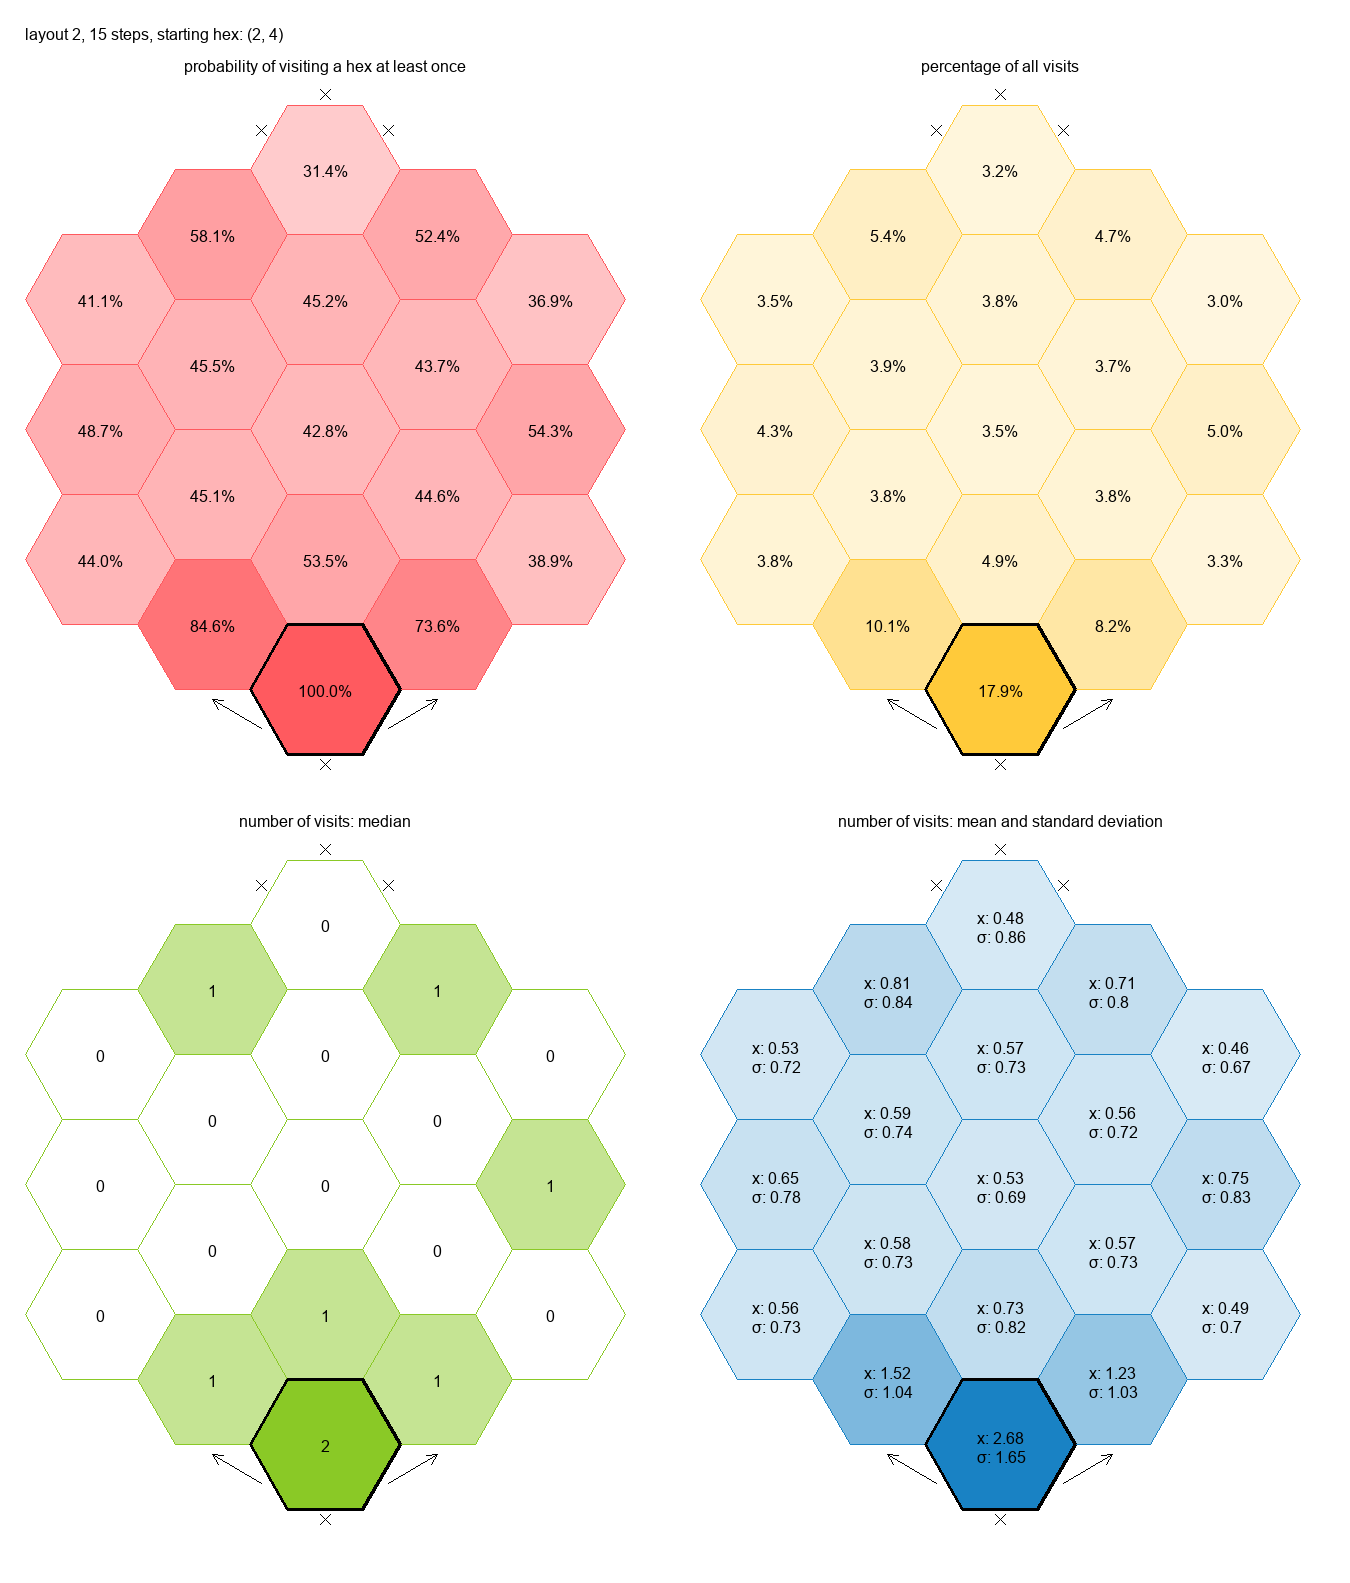 layout 2, 15 steps, starting hex: (2, 4)
probability of visiting a hex at least once
31.4%
58.1%
52.4%
41.1%
45.2%
36.9%
45.5%
43.7%
48.7%
42.8%
54.3%
45.1%
44.6%
44.0%
53.5%
38.9%
84.6%
73.6%
100.0%
percentage of all visits
3.2%
5.4%
4.7%
3.5%
3.8%
3.0%
3.9%
3.7%
4.3%
3.5%
5.0%
3.8%
3.8%
3.8%
4.9%
3.3%
10.1%
8.2%
17.9%
number of visits: median
0
1
1
0
0
0
0
0
0
0
1
0
0
0
1
0
1
1
2
number of visits: mean and standard deviation
x: 0.48
σ: 0.86
x: 0.81
σ: 0.84
x: 0.71
σ: 0.8
x: 0.53
σ: 0.72
x: 0.57
σ: 0.73
x: 0.46
σ: 0.67
x: 0.59
σ: 0.74
x: 0.56
σ: 0.72
x: 0.65
σ: 0.78
x: 0.53
σ: 0.69
x: 0.75
σ: 0.83
x: 0.58
σ: 0.73
x: 0.57
σ: 0.73
x: 0.56
σ: 0.73
x: 0.73
σ: 0.82
x: 0.49
σ: 0.7
x: 1.52
σ: 1.04
x: 1.23
σ: 1.03
x: 2.68
σ: 1.65